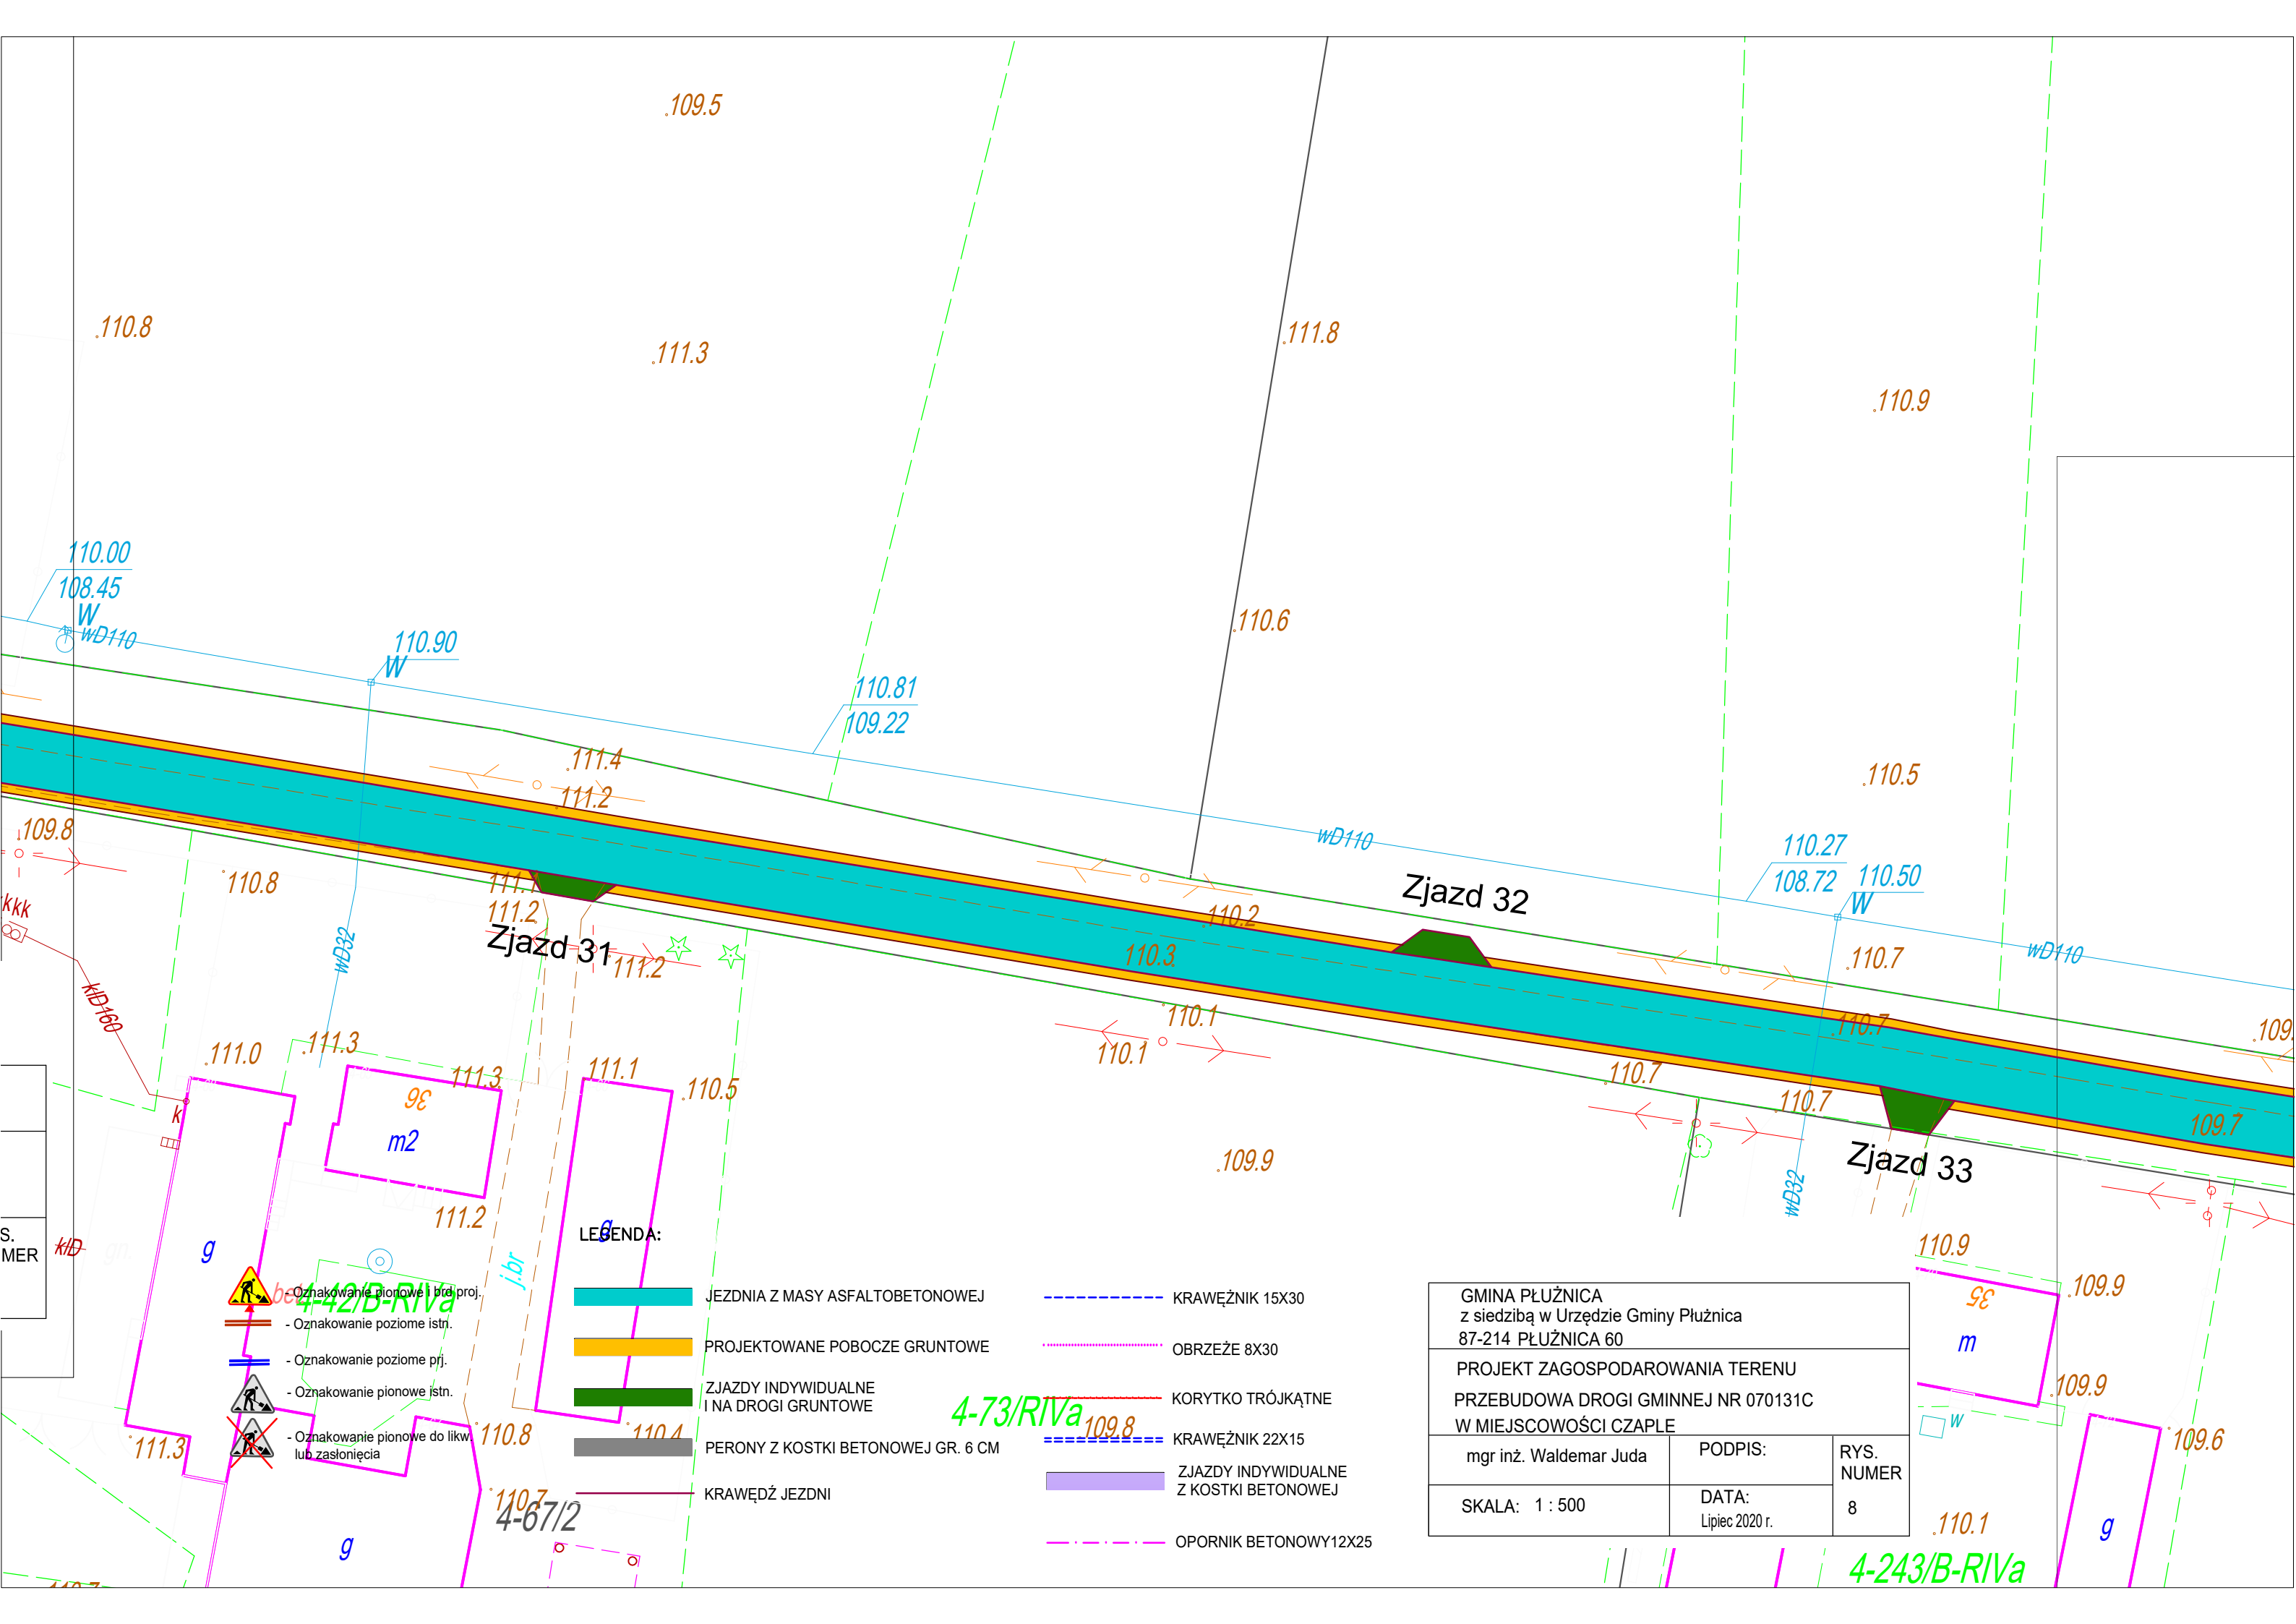 109.5
110.8
111.3
111.8
110.9
110.00
108.45
W
wD110
110.90
W
110.81
109.22
110.6
111.4
111.2
110.5
wD110
110.27
108.72
110.50
W
109.8
110.8
111.2
Zjazd 31
111.2
Zjazd 32
110.2
110.3
110.7
wD110
kkk
wD32
klD160
110.1
110.1
110.7
109.
111.0
111.3
111.3
111.1
110.5
110.7
110.7
109.7
k
36
m2
109.9
Zjazd 33
wD32
111.2
S.
MER
klD
g
g
j.br
110.9
109.9
35
m
109.9
w
109.6
110.1
g
4-42/B-RIVa
- Oznakowanie pionowe i brd proj.
- Oznakowanie poziome istn.
- Oznakowanie poziome prj.
- Oznakowanie pionowe istn.
- Oznakowanie pionowe do likw.
lub zasłonięcia
111.3
110.8
110.4
110.7
4-67/2
g
4-73/RIVa
109.8
LEGENDA:
JEZDNIA Z MASY ASFALTOBETONOWEJ
PROJEKTOWANE POBOCZE GRUNTOWE
ZJAZDY INDYWIDUALNE
I NA DROGI GRUNTOWE
PERONY Z KOSTKI BETONOWEJ GR. 6 CM
KRAWĘDŹ JEZDNI
KRAWĘŻNIK 15X30
OBRZEŻE 8X30
KORYTKO TRÓJKĄTNE
KRAWĘŻNIK 22X15
ZJAZDY INDYWIDUALNE
Z KOSTKI BETONOWEJ
OPORNIK BETONOWY12X25
GMINA PŁUŻNICA
z siedzibą w Urzędzie Gminy Płużnica
87-214 PŁUŻNICA 60
PROJEKT ZAGOSPODAROWANIA TERENU
PRZEBUDOWA DROGI GMINNEJ NR 070131C
W MIEJSCOWOŚCI CZAPLE
mgr inż. Waldemar Juda
PODPIS:
RYS.
NUMER
8
SKALA: 1 : 500
DATA:
Lipiec 2020 r.
4-243/B-RIVa